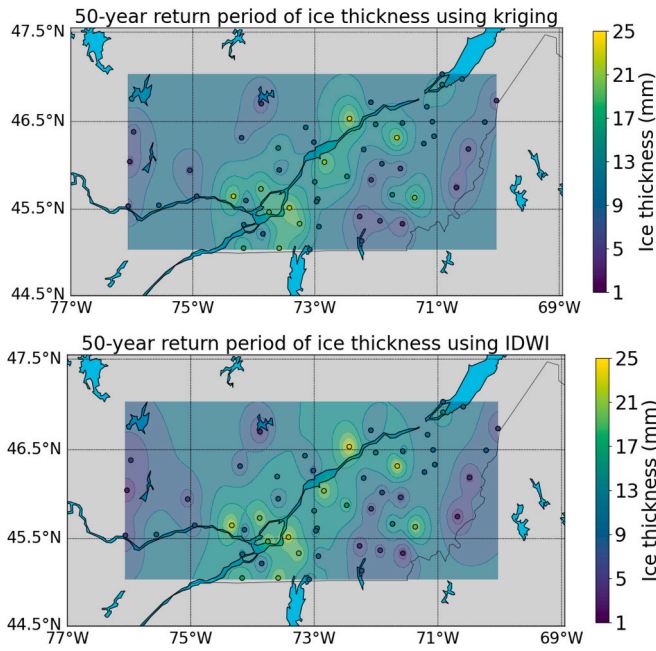 50-year return period of ice thickness using kriging
47.5°N
46.5°N
45.5°N
44.5°N
77°W 75°W 73°W 71°W 69°W
25
21
17
13
9
5
1
Ice thickness (mm)
50-year return period of ice thickness using IDWI
47.5°N
46.5°N
45.5°N
44.5°N
77°W 75°W 73°W 71°W 69°W
25
21
17
13
9
5
1
Ice thickness (mm)